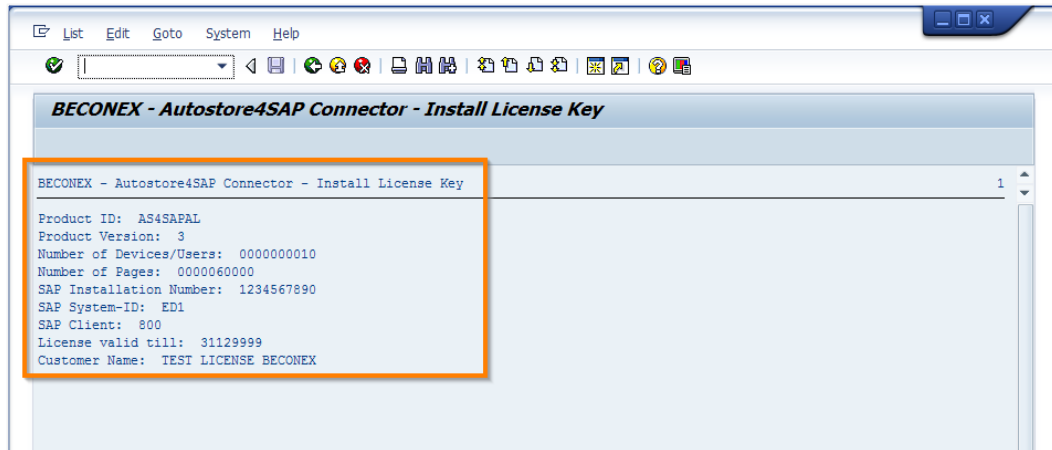 List Edit Goto System Help
BECONEX - Autostore4SAP Connector - Install License Key
BECONEX - Autostore4SAP Connector - Install License Key 1
Product ID: AS4SAPAL
Product Version: 3
Number of Devices/Users: 0000000010
Number of Pages: 0000060000
SAP Installation Number: 1234567890
SAP System-ID: ED1
SAP Client: 800
License valid till: 31129999
Customer Name: TEST LICENSE BECONEX